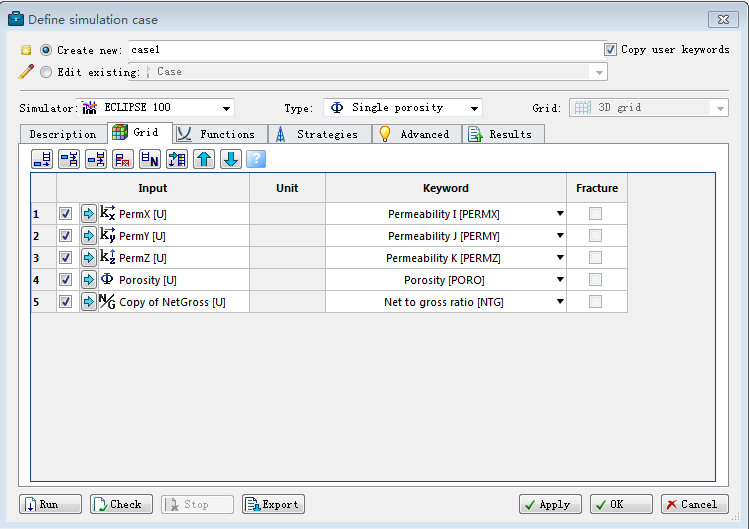 Define simulation case
Create new: case1 Copy user keywords
Edit existing: Case
Simulator: ECLIPSE 100 Type: Φ Single porosity Grid: 3D grid
Description Grid Functions Strategies Advanced Results
Input Unit Keyword Fracture
1 kx PermX [U] Permeability I [PERMX]
2 ky PermY [U] Permeability J [PERMY]
3 kz PermZ [U] Permeability K [PERMZ]
4 Φ Porosity [U] Porosity [PORO]
5 N/G Copy of NetGross [U] Net to gross ratio [NTG]
Run Check Stop Export Apply OK Cancel